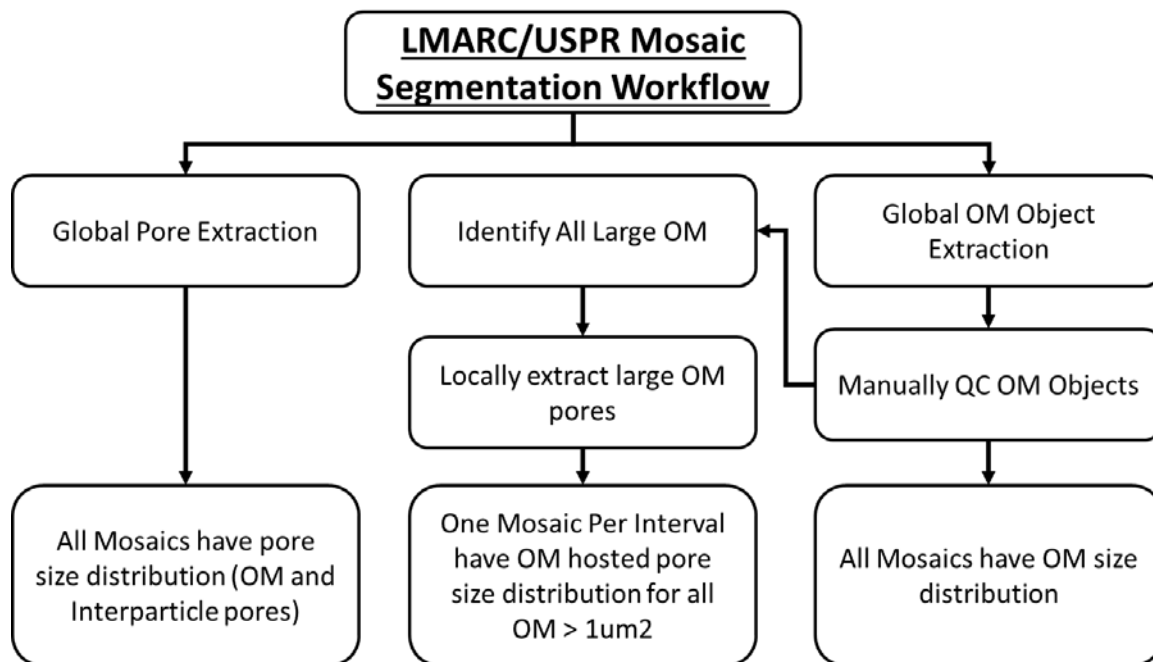 LMARC/USPR Mosaic
Segmentation Workflow
Global Pore Extraction
Identify All Large OM
Global OM Object
Extraction
Locally extract large OM
pores
Manually QC OM Objects
All Mosaics have pore
size distribution (OM and
Interparticle pores)
One Mosaic Per Interval
have OM hosted pore
size distribution for all
OM > 1um2
All Mosaics have OM size
distribution